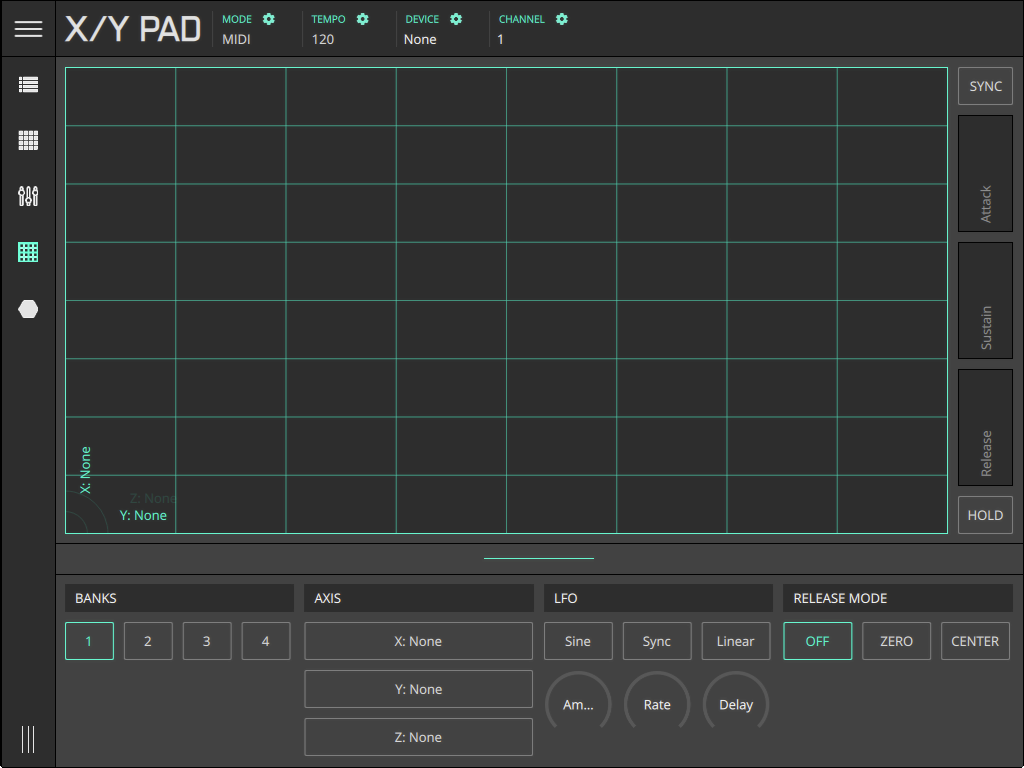 X/Y PAD
MODE
MIDI
TEMPO
120
DEVICE
None
CHANNEL
1
SYNC
Attack
Sustain
Release
HOLD
X: None
Z: None
Y: None
BANKS
1 2 3 4
AXIS
X: None
Y: None
Z: None
LFO
Sine Sync Linear
Am... Rate Delay
RELEASE MODE
OFF ZERO CENTER